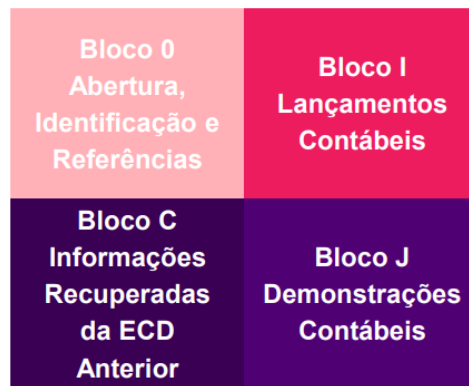 Bloco 0
Abertura,
Identificação e
Referências
Bloco I
Lançamentos
Contábeis
Bloco C
Informações
Recuperadas
da ECD
Anterior
Bloco J
Demonstrações
Contábeis